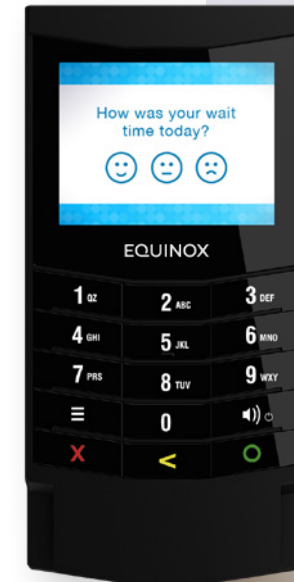 How was your wait
time today?
EQUINOX
1 QZ 2 ABC 3 DEF
4 GHI 5 JKL 6 MNO
7 PRS 8 TUV 9 WXY
0
X < O